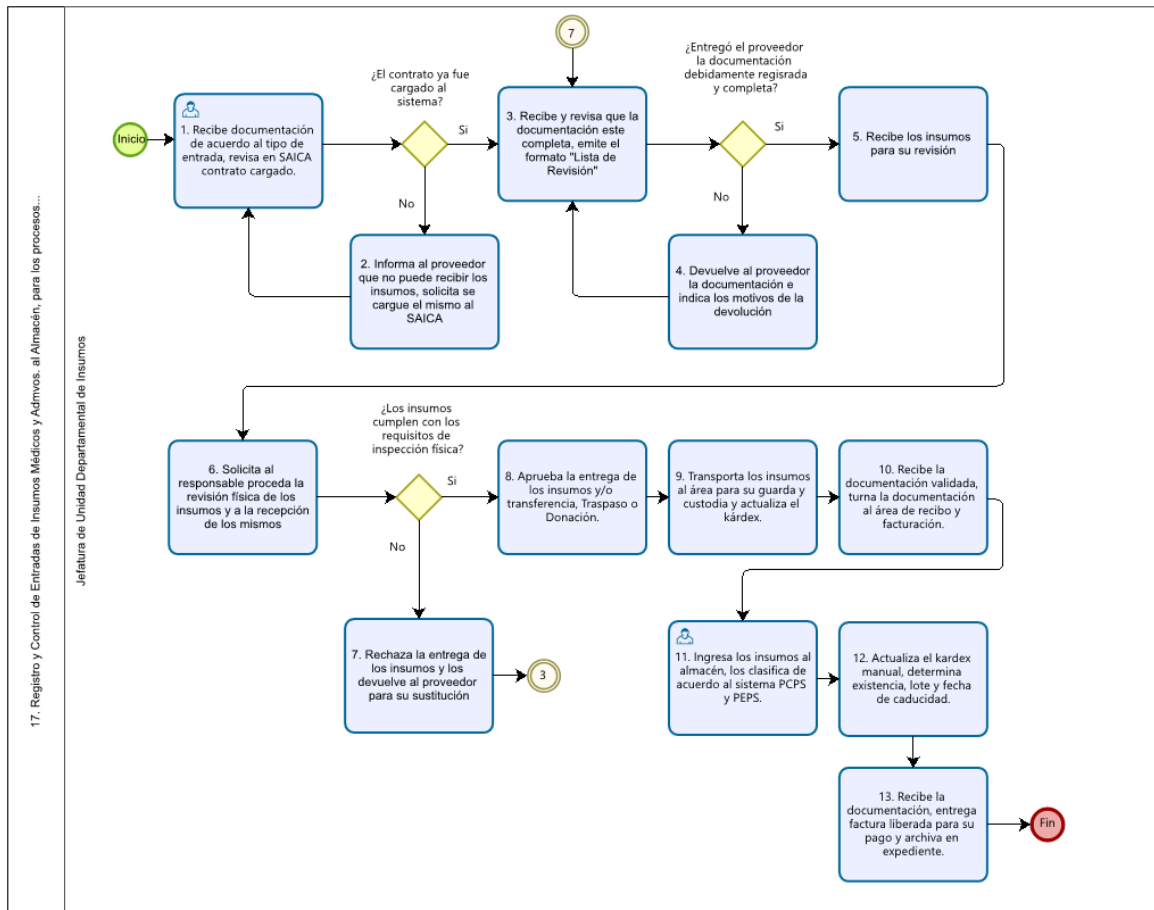 17. Registro y Control de Entradas de Insumos Médicos y Admvos. al Almacén, para los procesos...
Jefatura de Unidad Departamental de Insumos
Inicio
1. Recibe documentación
de acuerdo al tipo de
entrada, revisa en SAICA
contrato cargado.
¿El contrato ya fue
cargado al
sistema?
Si
No
2. Informa al proveedor
que no puede recibir los
insumos, solicita se
cargue el mismo al
SAICA
7
3. Recibe y revisa que la
documentación este
completa, emite el
formato "Lista de
Revisión"
¿Entregó el proveedor
la documentación
debidamente regisrada
y completa?
Si
No
4. Devuelve al proveedor
la documentación e
indica los motivos de la
devolución
5. Recibe los insumos
para su revisión
6. Solicita al
responsable proceda la
revisión física de los
insumos y a la recepción
de los mismos
¿Los insumos
cumplen con los
requisitos de
inspección física?
Si
No
7. Rechaza la entrega de
los insumos y los
devuelve al proveedor
para su sustitución
3
8. Aprueba la entrega de
los insumos y/o
transferencia, Traspaso o
Donación.
9. Transporta los insumos
al área para su guarda y
custodia y actualiza el
kárdex.
10. Recibe la
documentación validada,
turna la documentación
al área de recibo y
facturación.
11. Ingresa los insumos al
almacén, los clasifica de
acuerdo al sistema PCPS
y PEPS.
12. Actualiza el kardex
manual, determina
existencia, lote y fecha
de caducidad.
13. Recibe la
documentación, entrega
factura liberada para su
pago y archiva en
expediente.
Fin